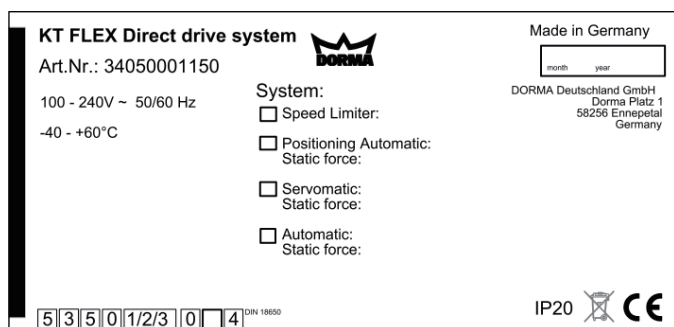 KT FLEX Direct drive system
DORMA
Art.Nr.: 34050001150
100 - 240V ~ 50/60 Hz
-40 - +60°C
System:
Speed Limiter:
Positioning Automatic:
Static force:
Servomatic:
Static force:
Automatic:
Static force:
Made in Germany
month year
DORMA Deutschland GmbH
Dorma Platz 1
58256 Ennepetal
Germany
5 3 5 0 1/2/3 0 4 DIN 18650
IP20 CE